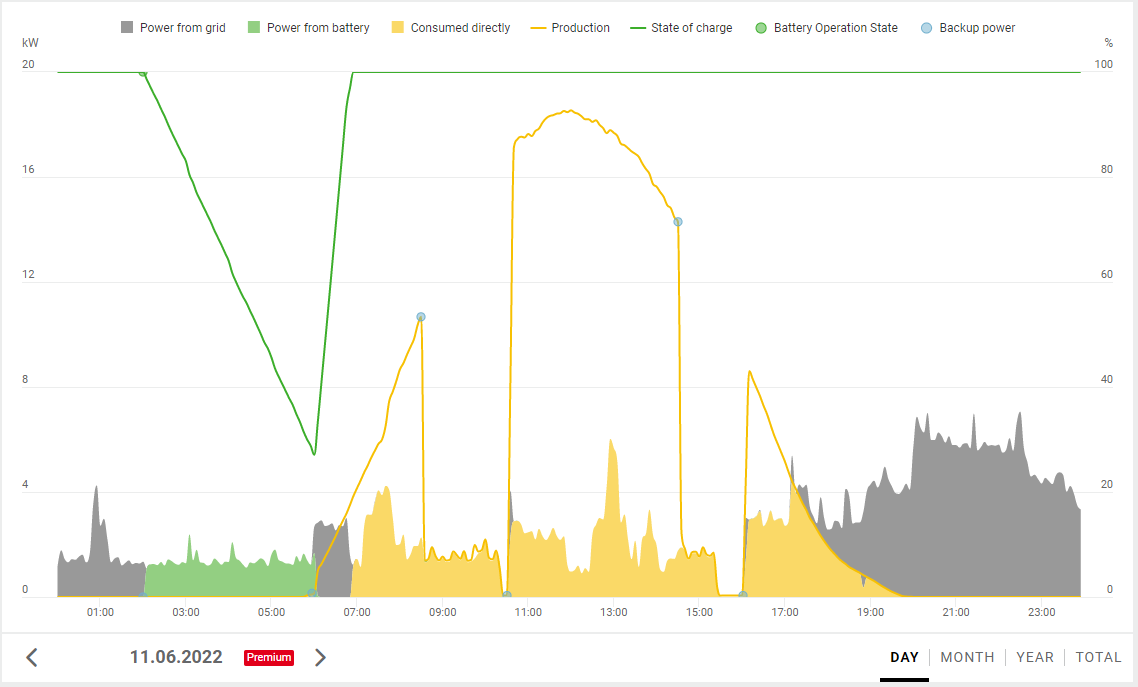 Power from grid Power from battery Consumed directly Production State of charge Battery Operation State Backup power
kW %
20 100
16 80
12 60
8 40
4 20
0 0
01:00 03:00 05:00 07:00 09:00 11:00 13:00 15:00 17:00 19:00 21:00 23:00
11.06.2022 Premium DAY MONTH YEAR TOTAL